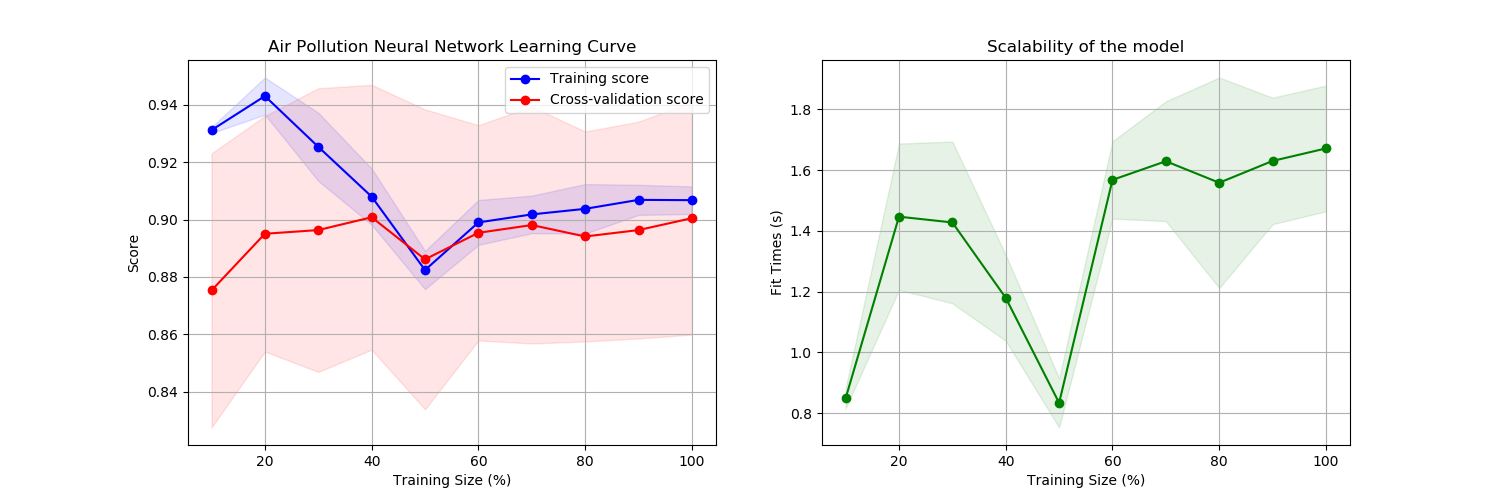 Air Pollution Neural Network Learning Curve
Training score
Cross-validation score
0.94
0.92
0.90
0.88
0.86
0.84
Score
20 40 60 80 100
Training Size (%)
Scalability of the model
1.8
1.6
1.4
1.2
1.0
0.8
Fit Times (s)
20 40 60 80 100
Training Size (%)